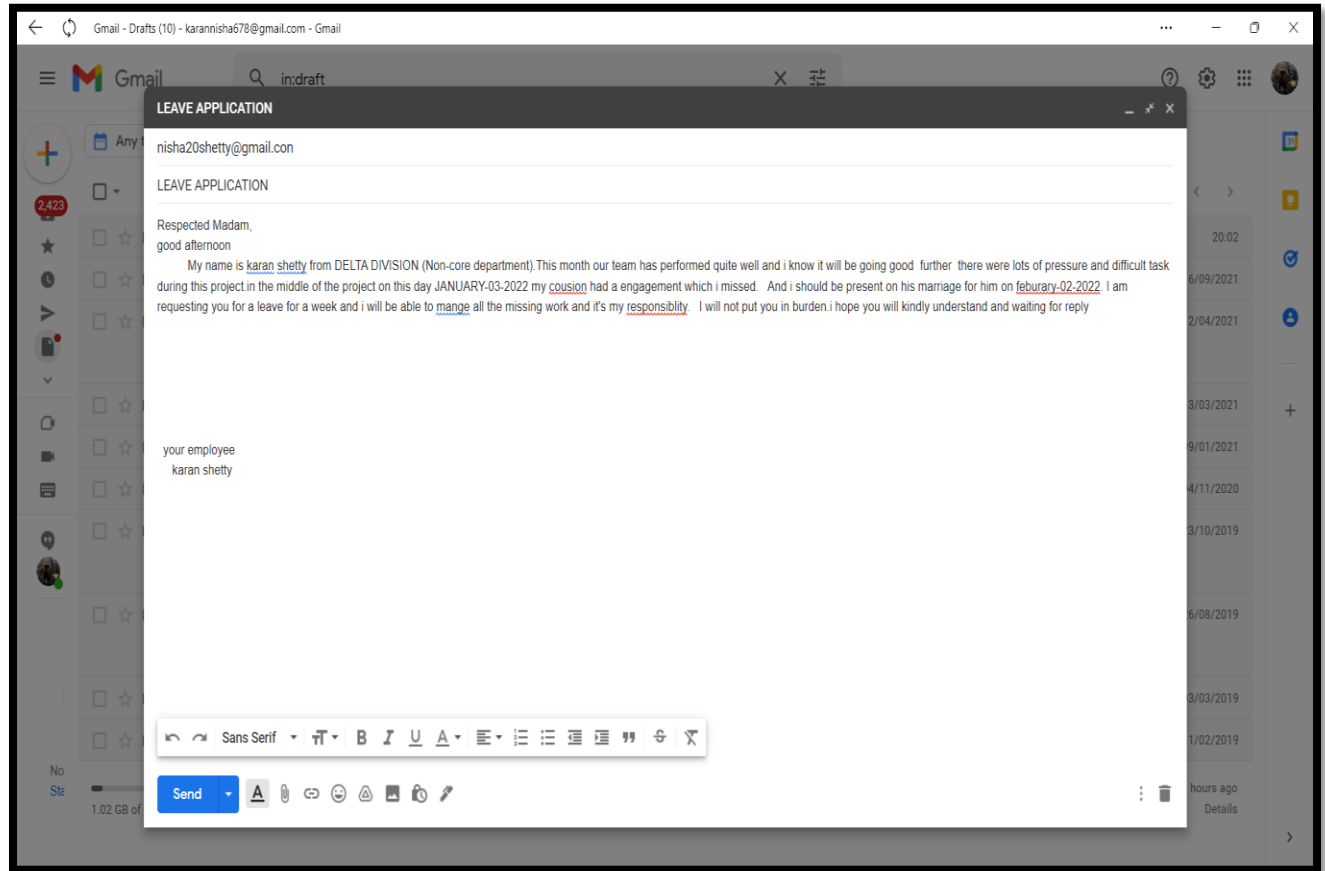 Gmail - Drafts (10) - karannisha678@gmail.com - Gmail
Gmail
in:draft
LEAVE APPLICATION
Any
nisha20shetty@gmail.con
LEAVE APPLICATION
2,423
Respected Madam,
good afternoon
My name is karan shetty from DELTA DIVISION (Non-core department).This month our team has performed quite well and i know it will be going good further there were lots of pressure and difficult task
during this project.in the middle of the project on this day JANUARY-03-2022 my cousion had a engagement which i missed. And i should be present on his marriage for him on feburary-02-2022. I am
requesting you for a leave for a week and i will be able to mange all the missing work and it's my responsiblity. I will not put you in burden.i hope you will kindly understand and waiting for reply
your employee
karan shetty
20:02
6/09/2021
2/04/2021
3/03/2021
9/01/2021
4/11/2020
3/10/2019
6/08/2019
3/03/2019
1/02/2019
Sans Serif
B I U A
No
Sta
Send
A
1.02 GB of
hours ago
Details
31